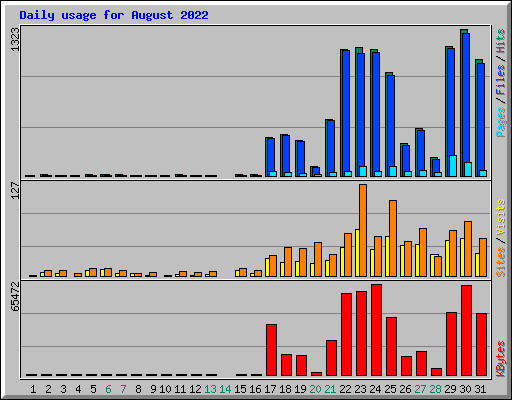 Daily usage for August 2022
1323
Pages/Files/Hits
127
Sites/Visits
65472
KBytes
1 2 3 4 5 6 7 8 9 10 11 12 13 14 15 16 17 18 19 20 21 22 23 24 25 26 27 28 29 30 31